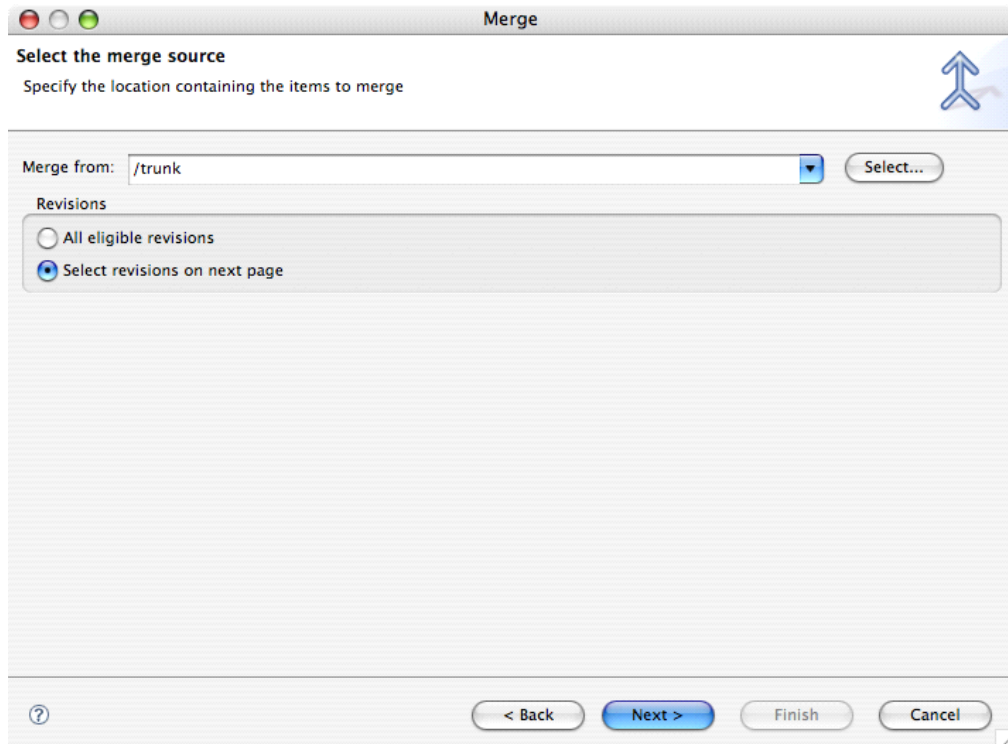 Merge
Select the merge source
Specify the location containing the items to merge
Merge from: /trunk Select...
Revisions
All eligible revisions
Select revisions on next page
? < Back Next > Finish Cancel